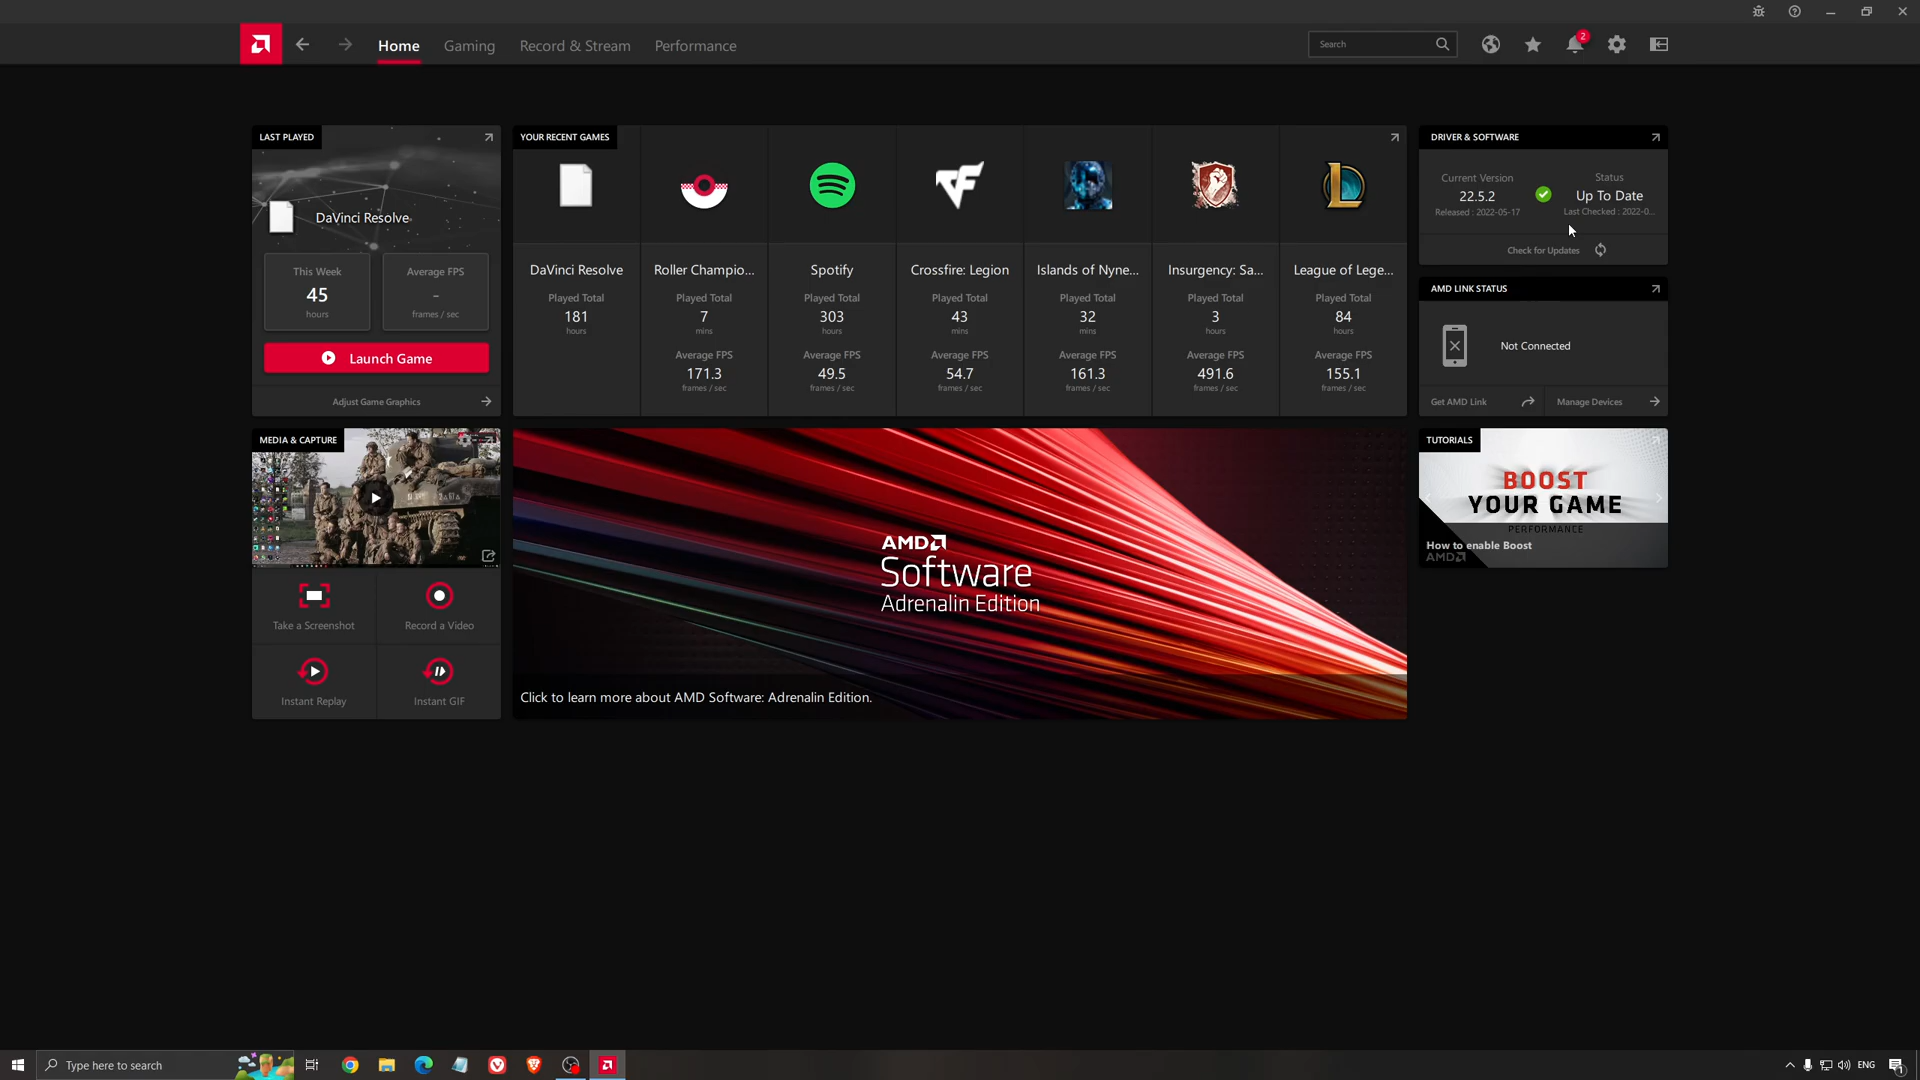 Home
Gaming
Record & Stream
Performance
Search
2
LAST PLAYED
DaVinci Resolve
This Week
45
hours
Average FPS
–
frames / sec
Launch Game
Adjust Game Graphics
YOUR RECENT GAMES
DaVinci Resolve
Played Total
181
hours
Roller Champio...
Played Total
7
mins
Average FPS
171.3
frames / sec
Spotify
Played Total
303
hours
Average FPS
49.5
frames / sec
Crossfire: Legion
Played Total
43
mins
Average FPS
54.7
frames / sec
Islands of Nyne...
Played Total
32
mins
Average FPS
161.3
frames / sec
Insurgency: Sa...
Played Total
3
hours
Average FPS
491.6
frames / sec
League of Lege...
Played Total
84
hours
Average FPS
155.1
frames / sec
DRIVER & SOFTWARE
Current Version
22.5.2
Released : 2022-05-17
Status
Up To Date
Last Checked : 2022-0...
Check for Updates
AMD LINK STATUS
Not Connected
Get AMD Link
Manage Devices
MEDIA & CAPTURE
Take a Screenshot
Record a Video
Instant Replay
Instant GIF
AMD
Software
Adrenalin Edition
Click to learn more about AMD Software: Adrenalin Edition.
TUTORIALS
BOOST
YOUR GAME
PERFORMANCE
How to enable Boost
AMD
Type here to search
ENG
1